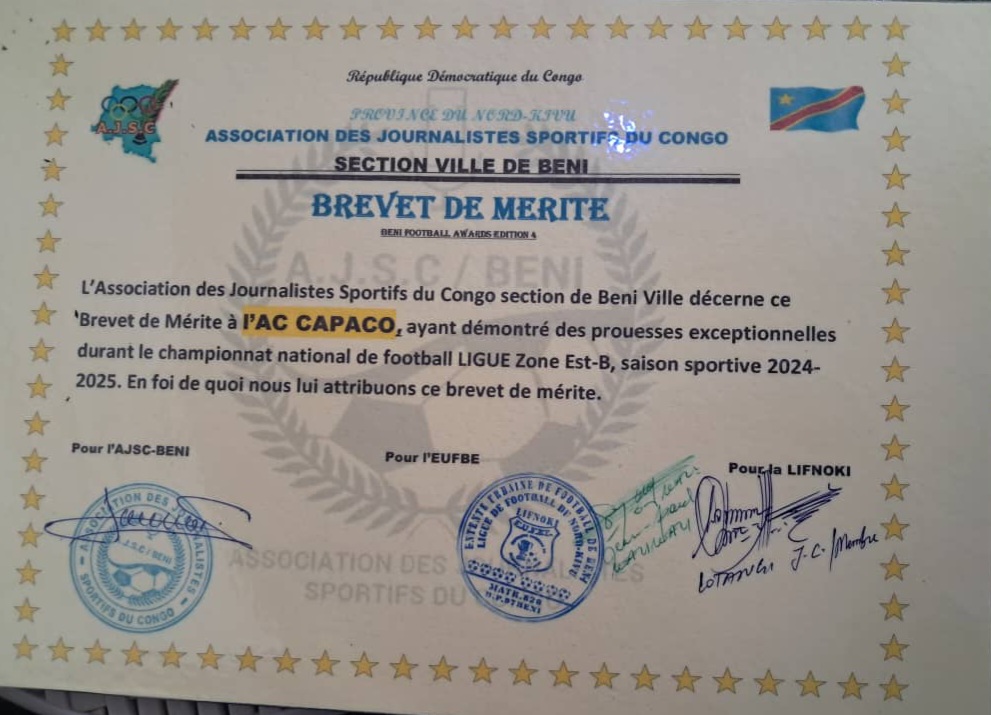 République Démocratique du Congo
PROVINCE DU NORD-KIVU
A.J.S.C
ASSOCIATION DES JOURNALISTES SPORTIFS DU CONGO
SECTION VILLE DE BENI
BREVET DE MERITE
BENI FOOTBALL AWARDS EDITION 4
A.J.S.C / BENI
L'Association des Journalistes Sportifs du Congo section de Beni Ville décerne ce
Brevet de Mérite à l'AC CAPACO, ayant démontré des prouesses exceptionnelles
durant le championnat national de football LIGUE Zone Est-B, saison sportive 2024-
2025. En foi de quoi nous lui attribuons ce brevet de mérite.
Pour l'AJSC-BENI
Pour l'EUFBE
Pour la LIFNOKI
ASSOCIATION DES JOURNALISTES
SPORTIFS DU CONGO
A.J.S.C / BENI
ENTENTE URBAINE DE FOOTBALL DE BENI
LIGUE DE FOOTBALL DU NORD-KIVU
LIFNOKI
MATR.820
ASSOCIATION DES JOURNALISTES
SPORTIFS DU
J.C. Membre